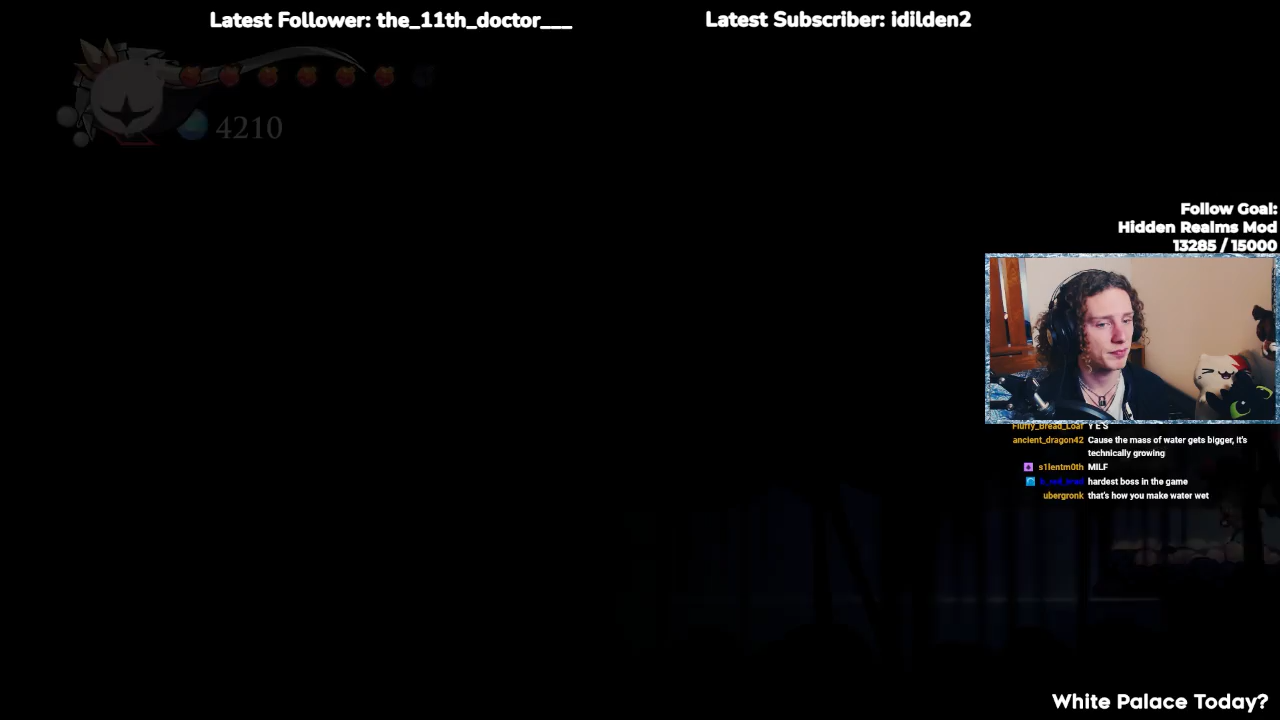 Latest Follower: the_11th_doctor___
Latest Subscriber: idilden2
4210
Follow Goal:
Hidden Realms Mod
13285 / 15000
Fluffy_Bread_Loaf YES
ancient_dragon42 Cause the mass of water gets bigger, it's
technically growing
s1lentm0th MILF
hardest boss in the game
ubergronk that's how you make water wet
White Palace Today?